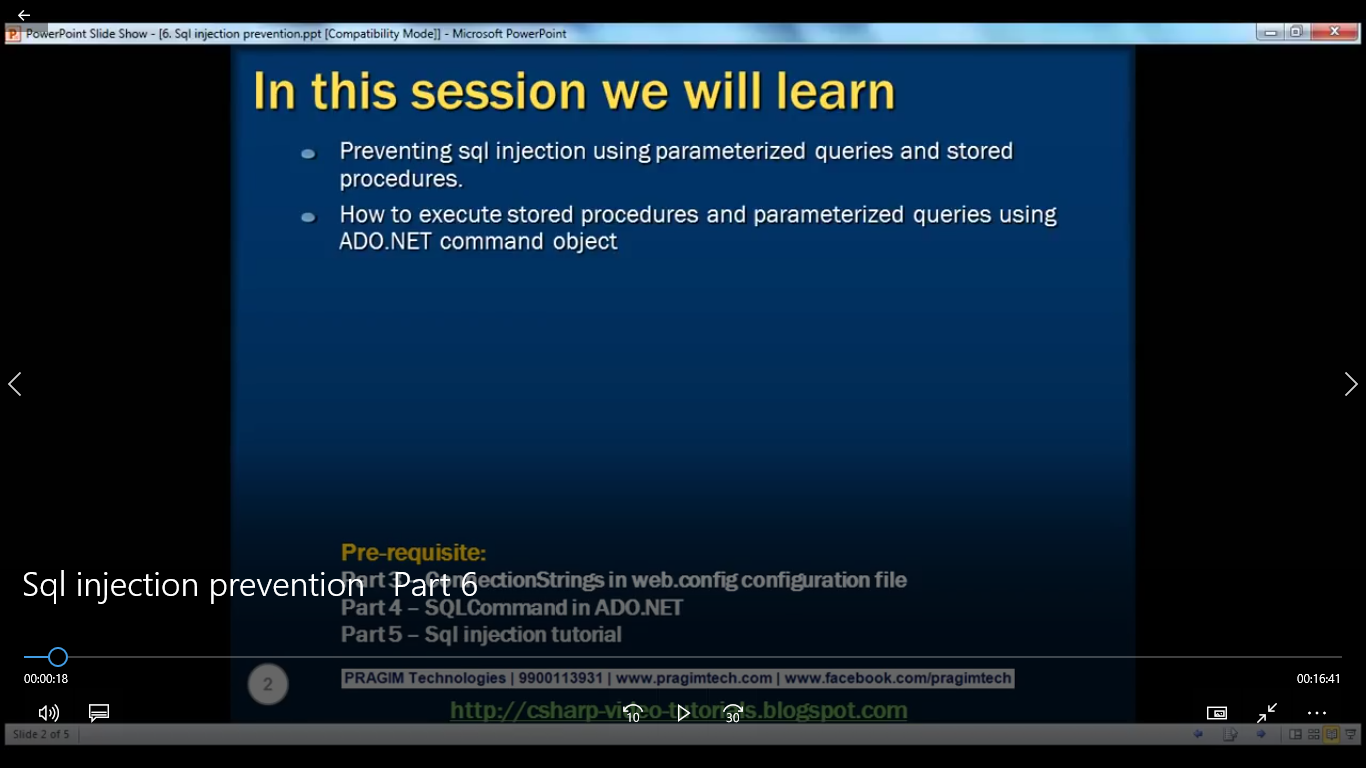 PowerPoint Slide Show - [6. Sql injection prevention.ppt [Compatibility Mode]] - Microsoft PowerPoint
In this session we will learn
Preventing sql injection using parameterized queries and stored
procedures.
How to execute stored procedures and parameterized queries using
ADO.NET command object
Pre-requisite:
Part 3 – ConnectionStrings in web.config configuration file
Sql injection prevention Part 6
Part 4 – SQLCommand in ADO.NET
Part 5 – Sql injection tutorial
00:00:18
00:16:41
2
PRAGIM Technologies | 9900113931 | www.pragimtech.com | www.facebook.com/pragimtech
http://csharp-video-tutorials.blogspot.com
10
30
Slide 2 of 5